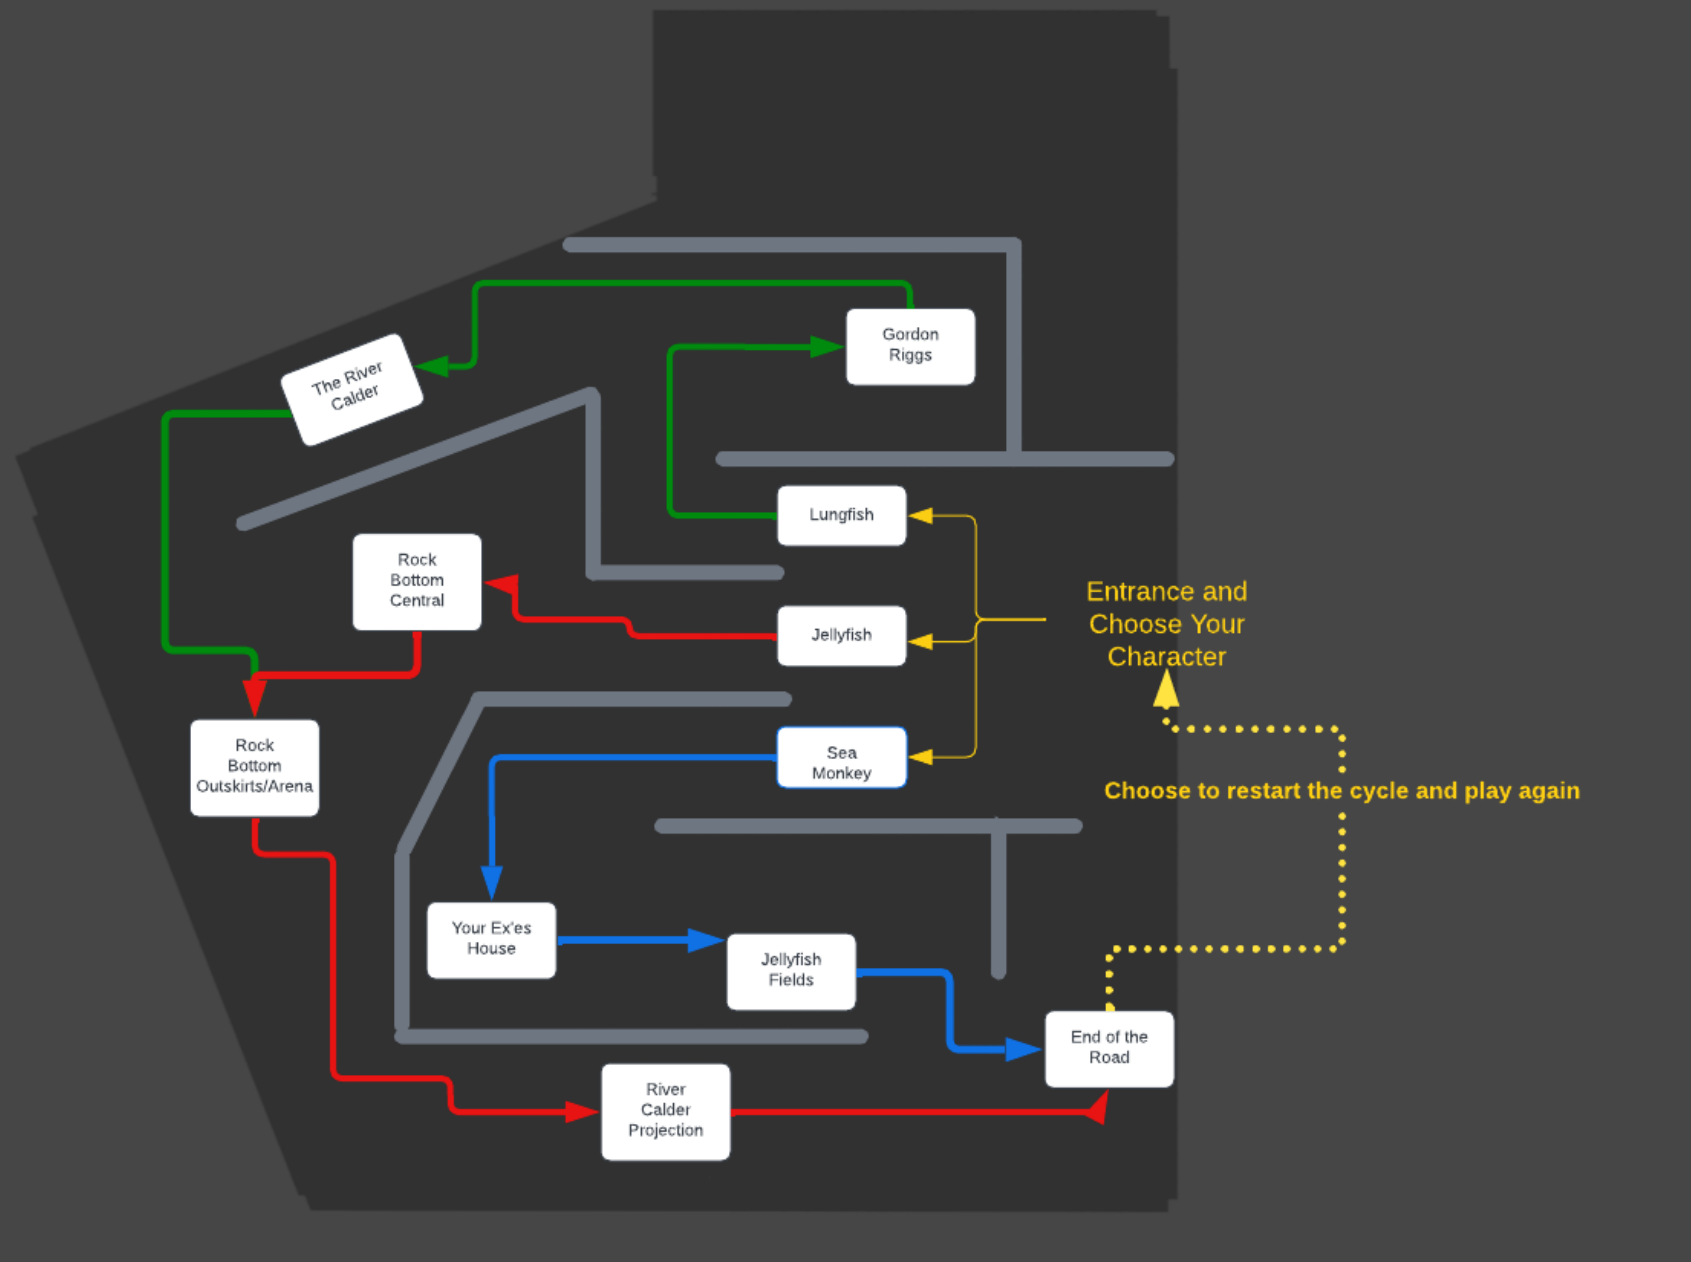 Gordon
Riggs
The River
Calder
Lungfish
Rock
Bottom
Central
Jellyfish
Entrance and
Choose Your
Character
Rock
Bottom
Outskirts/Arena
Sea
Monkey
Choose to restart the cycle and play again
Your Ex'es
House
Jellyfish
Fields
End of the
Road
River
Calder
Projection